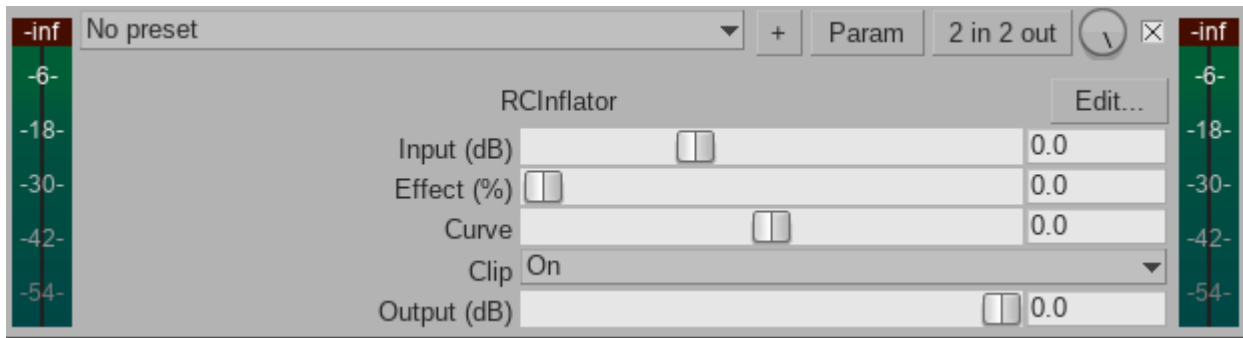 -inf No preset + Param 2 in 2 out -inf
-6- -6-
RCInflator Edit...
-18- -18-
Input (dB) 0.0
-30- Effect (%) 0.0 -30-
Curve 0.0
-42- -42-
Clip On
-54- -54-
Output (dB) 0.0